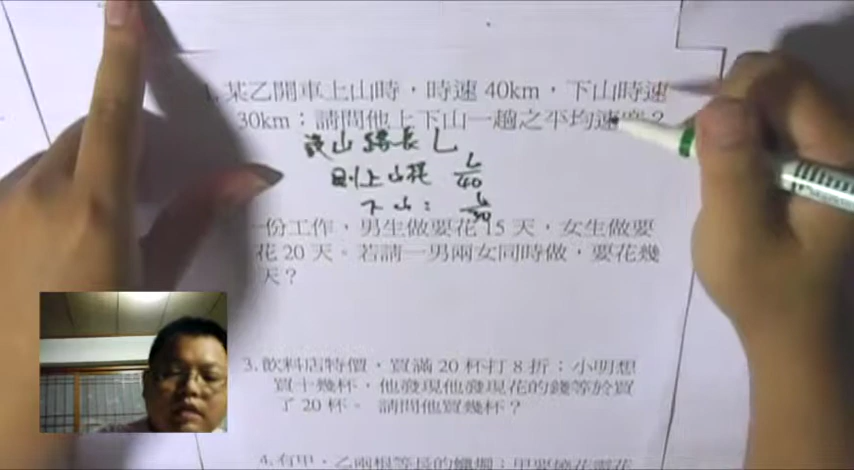 1.某乙開車上山時，時速 40km，下山時速
30km；請問他上下山一趟之平均速度？
設山路長 L
則上山花 L/40
下山：L/30
一份工作，男生做要花 15 天，女生做要
花 20 天。若請一男兩女同時做，要花幾
天？
3.飲料店特價，買滿 20 杯打 8 折；小明想
買十幾杯，他發現他發現花的錢等於買
了 20 杯。 請問他買幾杯？
4.有甲，乙兩根等長的蠟燭；甲要燒花